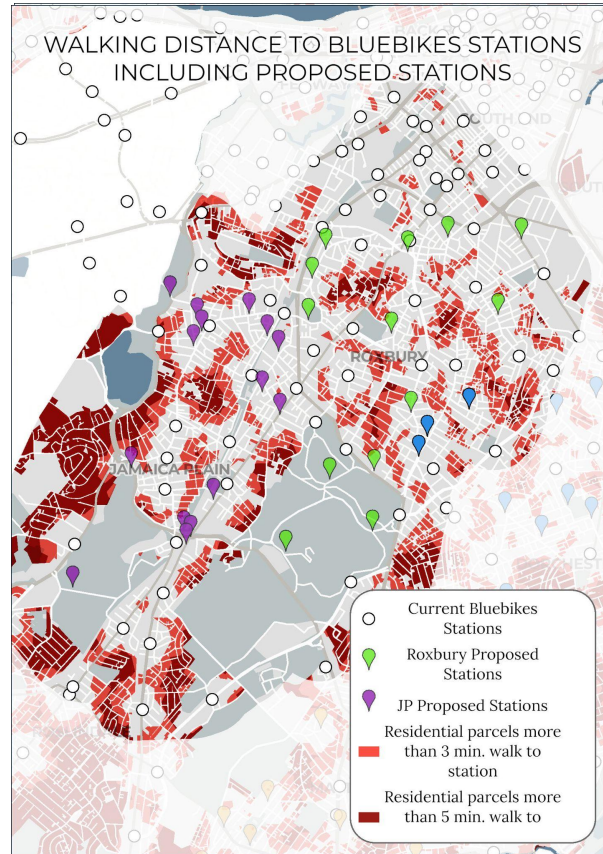 WALKING DISTANCE TO BLUEBIKES STATIONS
INCLUDING PROPOSED STATIONS
ROXBURY
JAMAICA PLAIN
Current Bluebikes
Stations
Roxbury Proposed
Stations
JP Proposed Stations
Residential parcels more
than 3 min. walk to
station
Residential parcels more
than 5 min. walk to